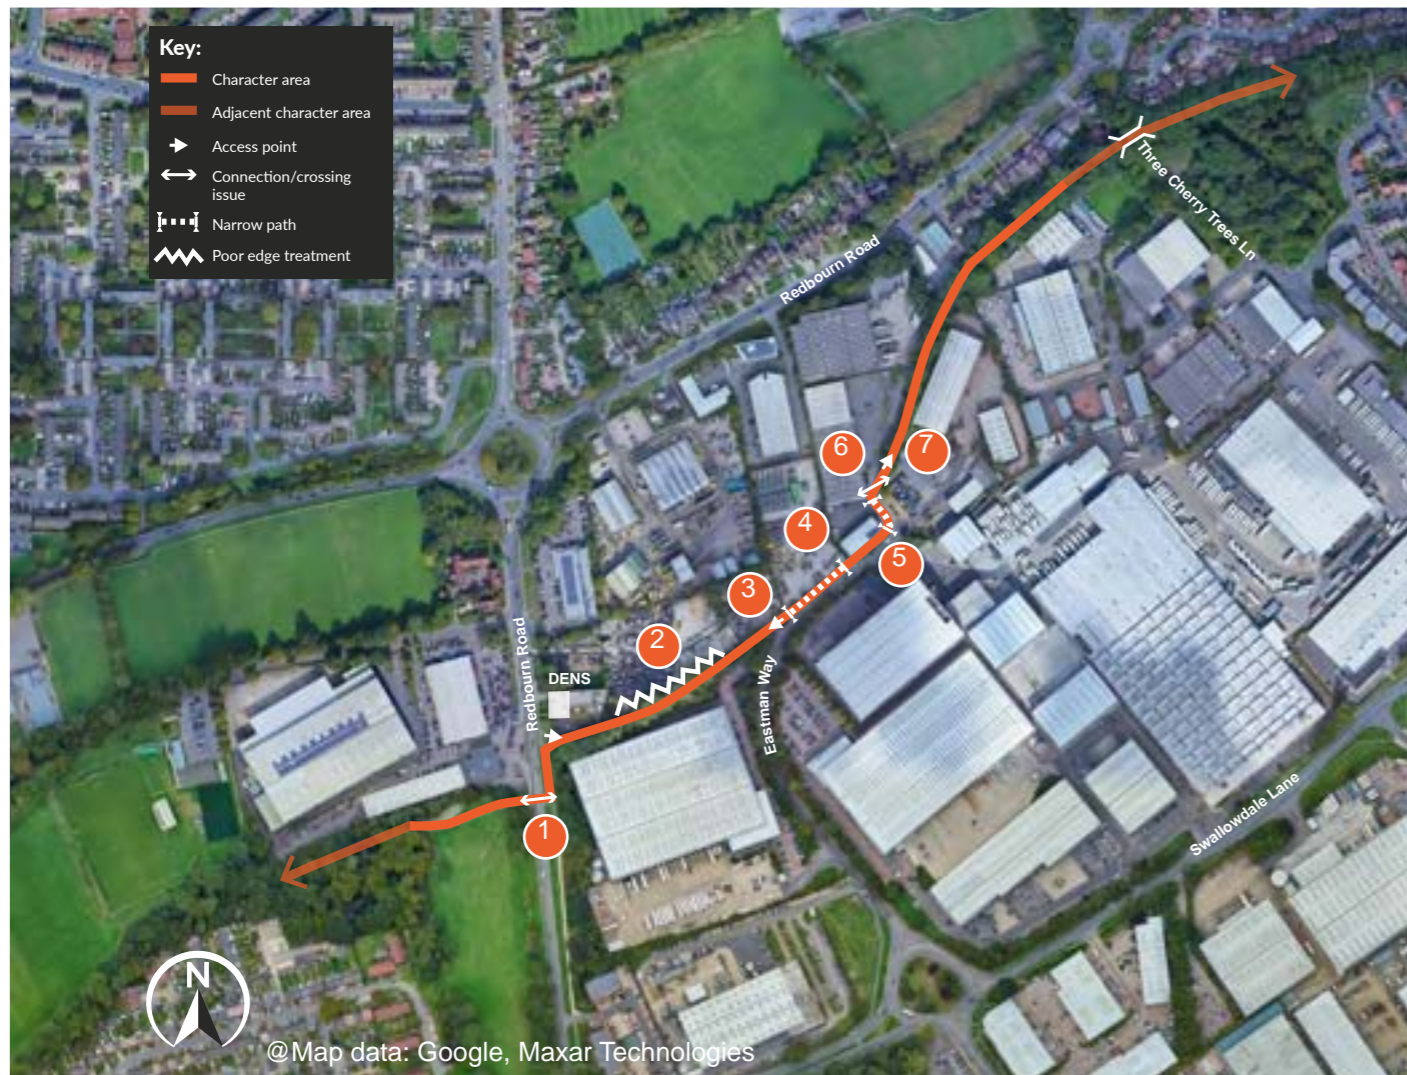 Key:
Character area
Adjacent character area
Access point
Connection/crossing
issue
Narrow path
Poor edge treatment
Three Cherry Trees Ln
Redbourn Road
6
7
4
5
3
2
Redbourn Road
DENS
Eastman Way
Swallowdale Lane
1
N
@Map data: Google, Maxar Technologies